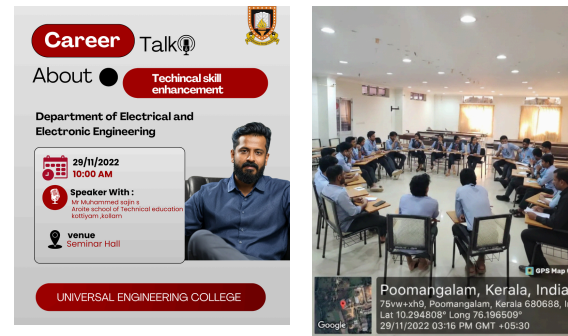 Career Talk
About
Techincal skill
enhancement
Department of Electrical and
Electronic Engineering
29/11/2022
10:00 AM
Speaker With :
Mr Muhammed sajin s
Aroite school of Technical education
kottiyam ,kollam
venue
Seminar Hall
UNIVERSAL ENGINEERING COLLEGE
GPS Map
Poomangalam, Kerala, India
75vw+xh9, Poomangalam, Kerala 680688,
Lat 10.294808° Long 76.196509°
29/11/2022 03:16 PM GMT +05:30
Google